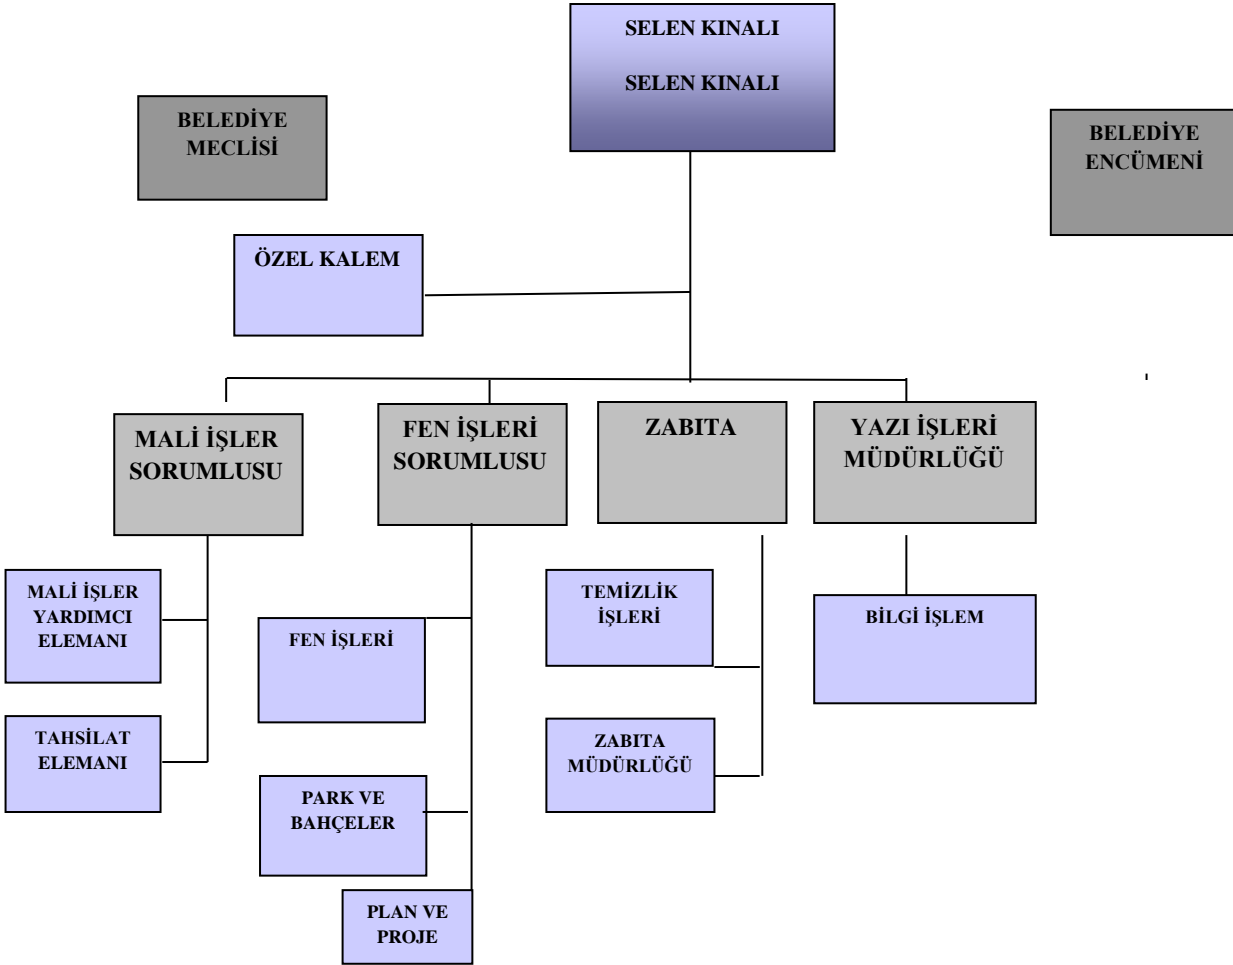 SELEN KINALI
SELEN KINALI
BELEDİYE
MECLİSİ
BELEDİYE
ENCÜMENİ
ÖZEL KALEM
MALİ İŞLER
SORUMLUSU
FEN İŞLERİ
SORUMLUSU
ZABITA
YAZI İŞLERİ
MÜDÜRLÜĞÜ
MALİ İŞLER
YARDIMCI
ELEMANI
FEN İŞLERİ
TEMİZLİK
İŞLERİ
BİLGİ İŞLEM
TAHSİLAT
ELEMANI
PARK VE
BAHÇELER
ZABITA
MÜDÜRLÜĞÜ
PLAN VE
PROJE